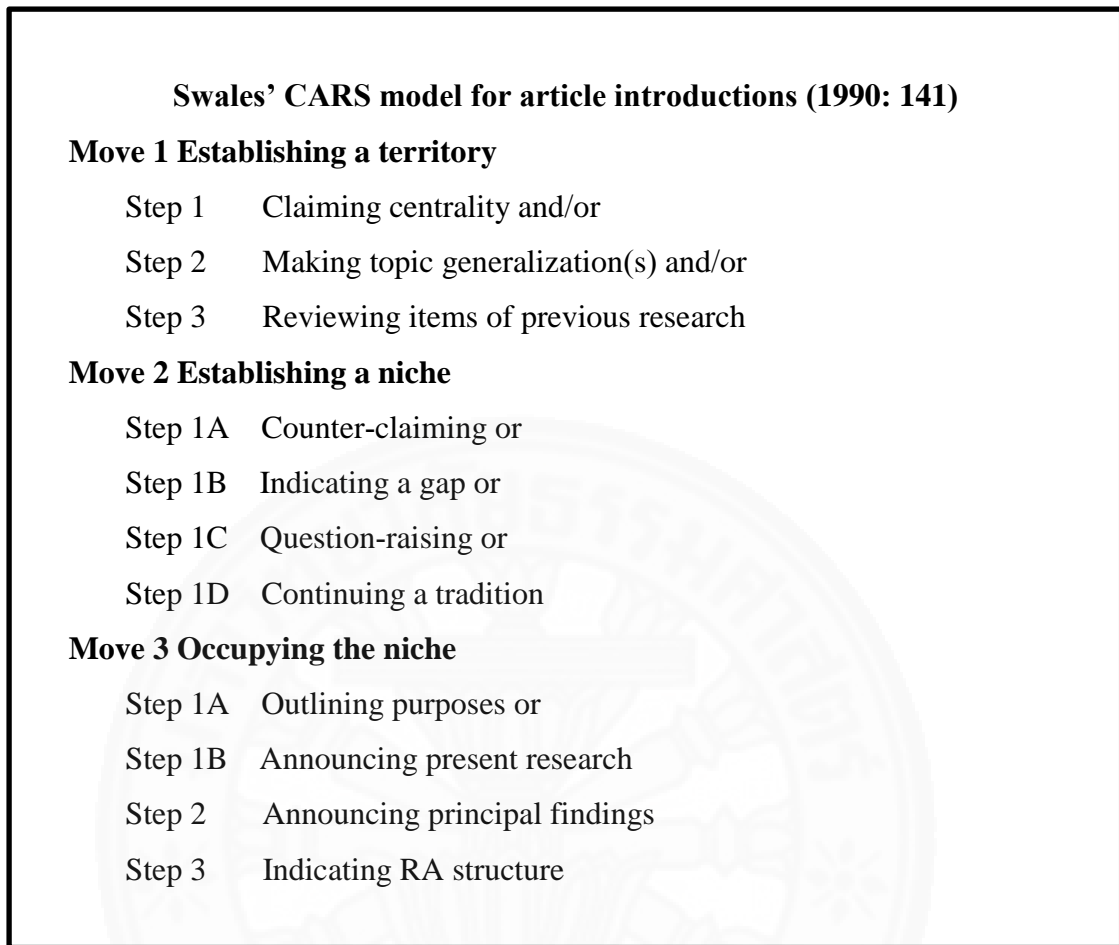 Swales’ CARS model for article introductions (1990: 141)
Move 1 Establishing a territory
Step 1 Claiming centrality and/or
Step 2 Making topic generalization(s) and/or
Step 3 Reviewing items of previous research
Move 2 Establishing a niche
Step 1A Counter-claiming or
Step 1B Indicating a gap or
Step 1C Question-raising or
Step 1D Continuing a tradition
Move 3 Occupying the niche
Step 1A Outlining purposes or
Step 1B Announcing present research
Step 2 Announcing principal findings
Step 3 Indicating RA structure